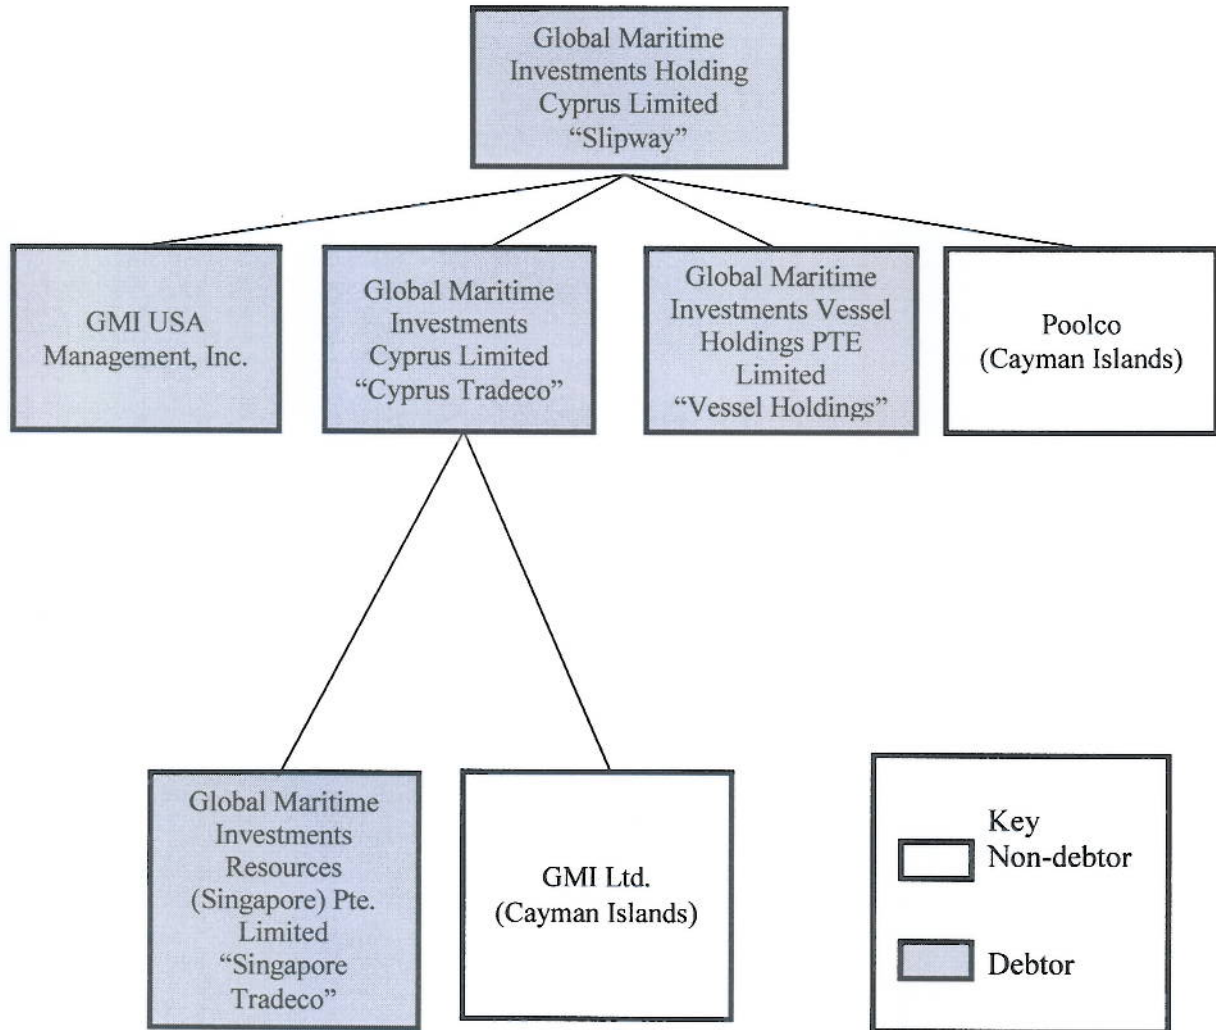 Global Maritime
Investments Holding
Cyprus Limited
“Slipway”
GMI USA
Management, Inc.
Global Maritime
Investments
Cyprus Limited
“Cyprus Tradeco”
Global Maritime
Investments Vessel
Holdings PTE
Limited
“Vessel Holdings”
Poolco
(Cayman Islands)
Global Maritime
Investments
Resources
(Singapore) Pte.
Limited
“Singapore
Tradeco”
GMI Ltd.
(Cayman Islands)
Key
Non-debtor
Debtor